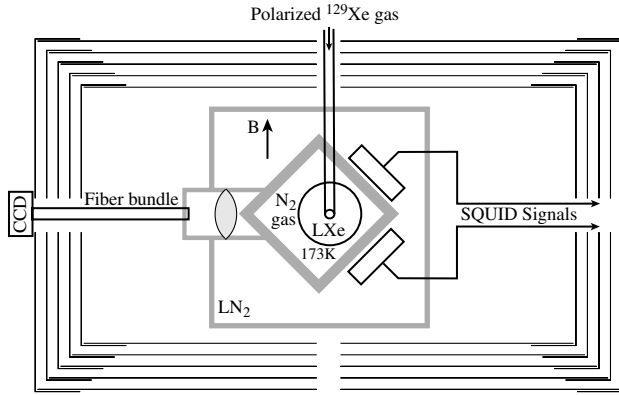 Polarized ¹²⁹Xe gas
B
CCD
Fiber bundle
N₂
gas
LXe
173K
SQUID Signals
LN₂